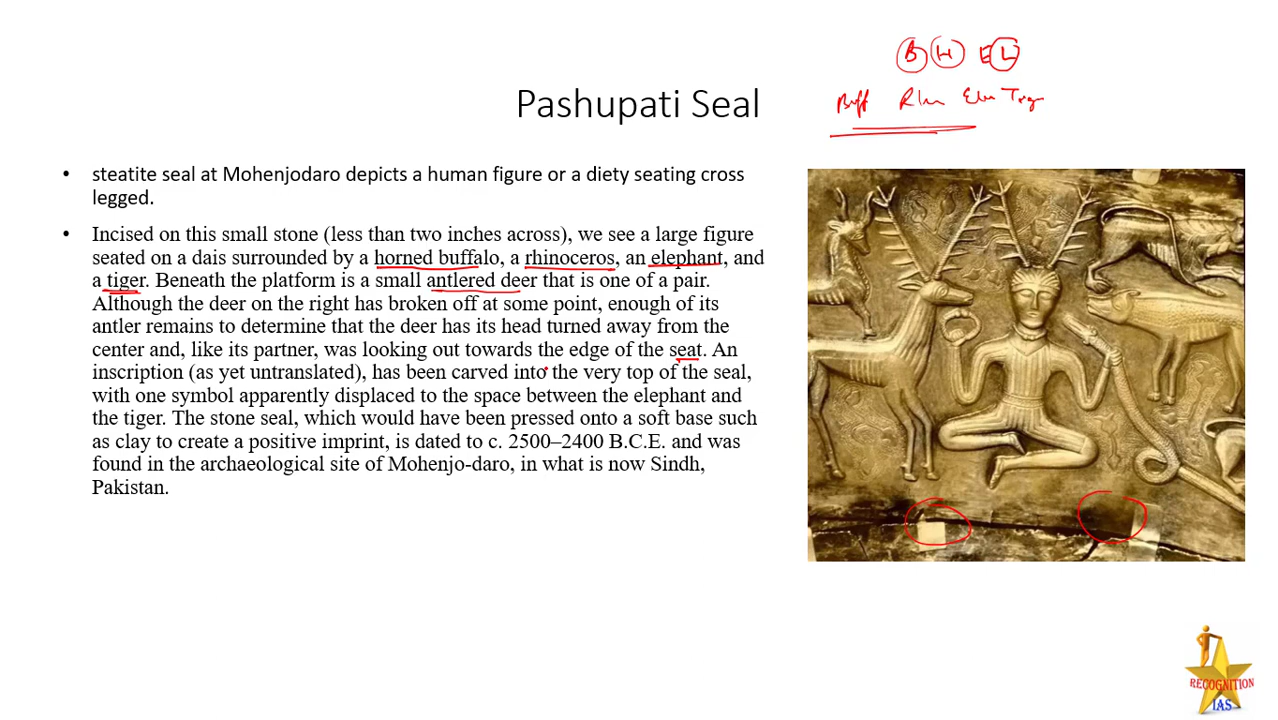 B H E L
Buff Rhn Ele Tiger
Pashupati Seal
• steatite seal at Mohenjodaro depicts a human figure or a diety seating cross
legged.
• Incised on this small stone (less than two inches across), we see a large figure
seated on a dais surrounded by a horned buffalo, a rhinoceros, an elephant, and
a tiger. Beneath the platform is a small antlered deer that is one of a pair.
Although the deer on the right has broken off at some point, enough of its
antler remains to determine that the deer has its head turned away from the
center and, like its partner, was looking out towards the edge of the seat. An
inscription (as yet untranslated), has been carved into the very top of the seal,
with one symbol apparently displaced to the space between the elephant and
the tiger. The stone seal, which would have been pressed onto a soft base such
as clay to create a positive imprint, is dated to c. 2500–2400 B.C.E. and was
found in the archaeological site of Mohenjo-daro, in what is now Sindh,
Pakistan.
RECOGNITION
IAS